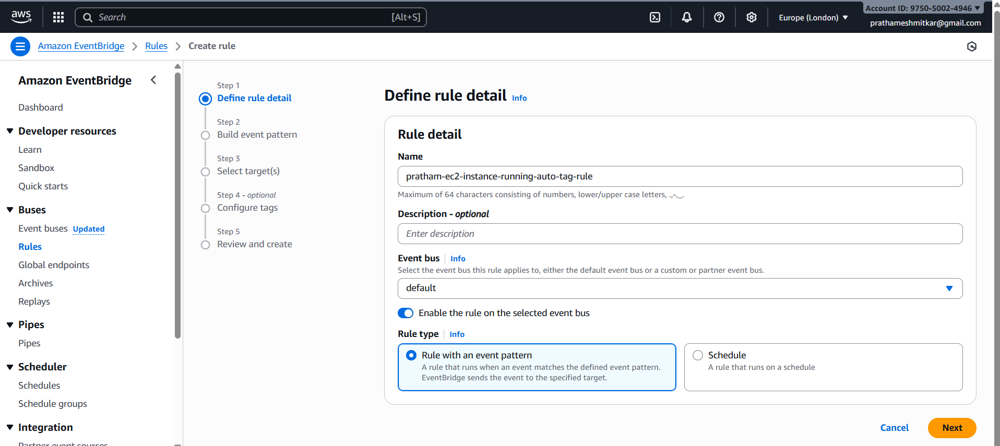 aws
Search
[Alt+S]
Europe (London)
Account ID: 9750-5002-4946
prathameshmitkar@gmail.com
Amazon EventBridge
Rules
Create rule
Amazon EventBridge
Dashboard
Developer resources
Learn
Sandbox
Quick starts
Buses
Event buses Updated
Rules
Global endpoints
Archives
Replays
Pipes
Pipes
Scheduler
Schedules
Schedule groups
Integration
Partner event sources
Step 1
Define rule detail
Step 2
Build event pattern
Step 3
Select target(s)
Step 4 - optional
Configure tags
Step 5
Review and create
Define rule detail Info
Rule detail
Name
pratham-ec2-instance-running-auto-tag-rule
Maximum of 64 characters consisting of numbers, lower/upper case letters, .,-,_.
Description - optional
Enter description
Event bus Info
Select the event bus this rule applies to, either the default event bus or a custom or partner event bus.
default
Enable the rule on the selected event bus
Rule type Info
Rule with an event pattern
A rule that runs when an event matches the defined event pattern.
EventBridge sends the event to the specified target.
Schedule
A rule that runs on a schedule
Cancel
Next